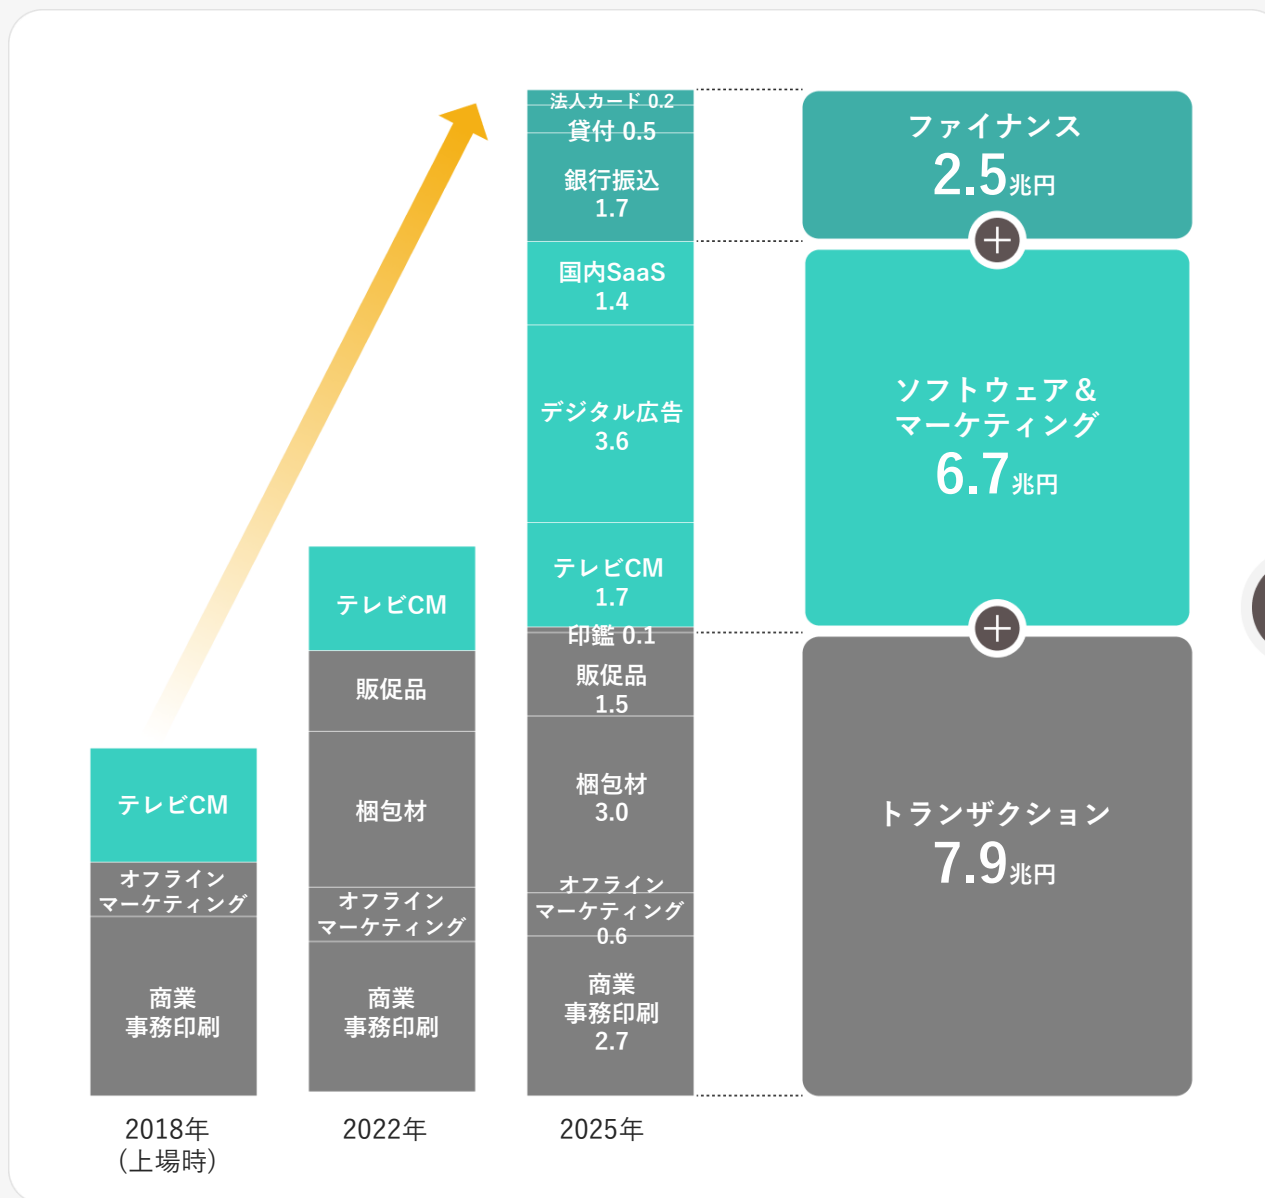 テレビCM
オフライン
マーケティング
商業
事務印刷
2018年
(上場時)
テレビCM
販促品
梱包材
オフライン
マーケティング
商業
事務印刷
2022年
法人カード 0.2
貸付 0.5
銀行振込
1.7
国内SaaS
1.4
デジタル広告
3.6
テレビCM
1.7
印鑑 0.1
販促品
1.5
梱包材
3.0
オフライン
マーケティング
0.6
商業
事務印刷
2.7
2025年
ファイナンス
2.5兆円
+
ソフトウェア&
マーケティング
6.7兆円
+
トランザクション
7.9兆円